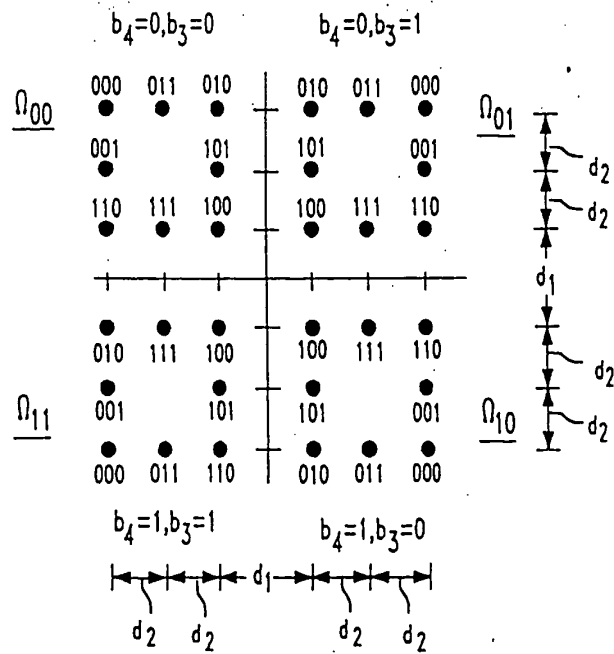 b4=0,b3=0 b4=0,b3=1
000 011 010 010 011 000
Ω00 Ω01
001 101 101 001
d2
110 111 100 100 111 110
d2
d1
010 111 100 100 111 110
d2
Ω11 001 101 101 001 Ω10
d2
000 011 110 010 011 000
b4=1,b3=1 b4=1,b3=0
d1
d2 d2 d2 d2